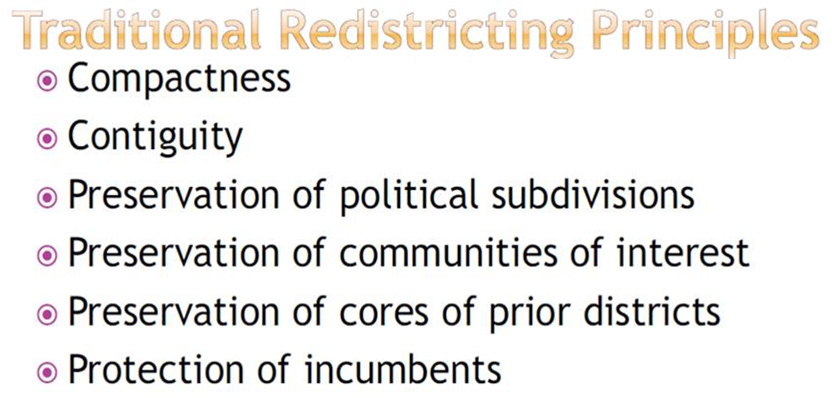 Traditional Redistricting Principles
Compactness
Contiguity
Preservation of political subdivisions
Preservation of communities of interest
Preservation of cores of prior districts
Protection of incumbents